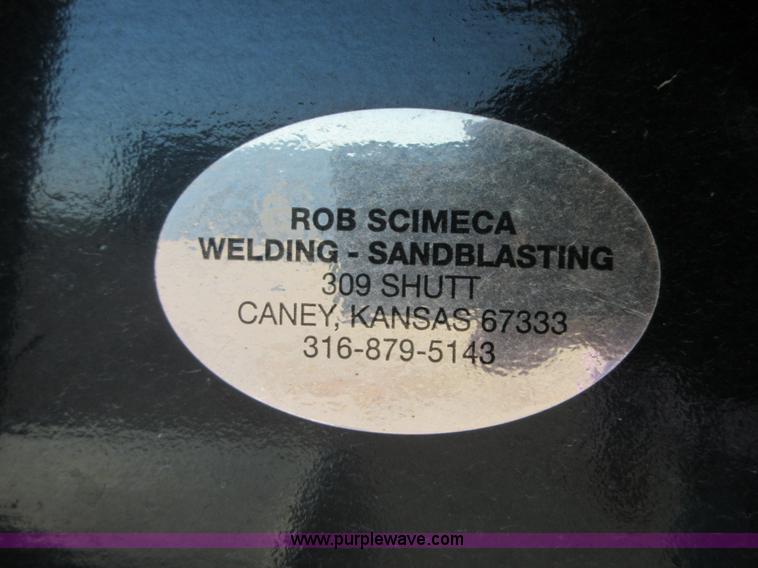 ROB SCIMECA
WELDING - SANDBLASTING
309 SHUTT
CANEY, KANSAS 67333
316-879-5143
www.purplewave.com